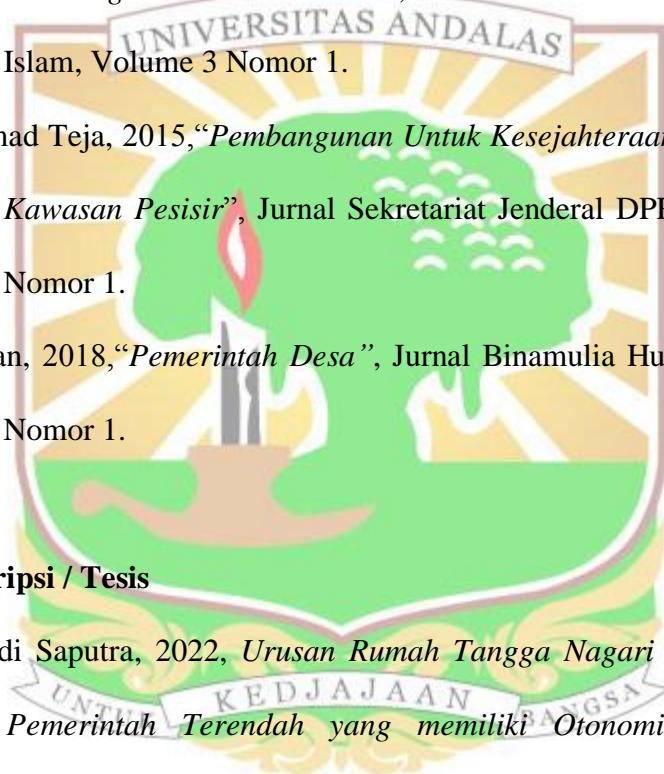 UNIVERSITAS ANDALAS
Islam, Volume 3 Nomor 1.
ad Teja, 2015,“Pembangunan Untuk Kesejahteraan
Kawasan Pesisir”, Jurnal Sekretariat Jenderal
Nomor 1.
an, 2018,“Pemerintah Desa”, Jurnal Binamulia
Nomor 1.
ripsi / Tesis
di Saputra, 2022, Urusan Rumah Tangga Nagari
UNTUK KEDJAJAAN BANGSA
Pemerintah Terendah yang memiliki Otonomi